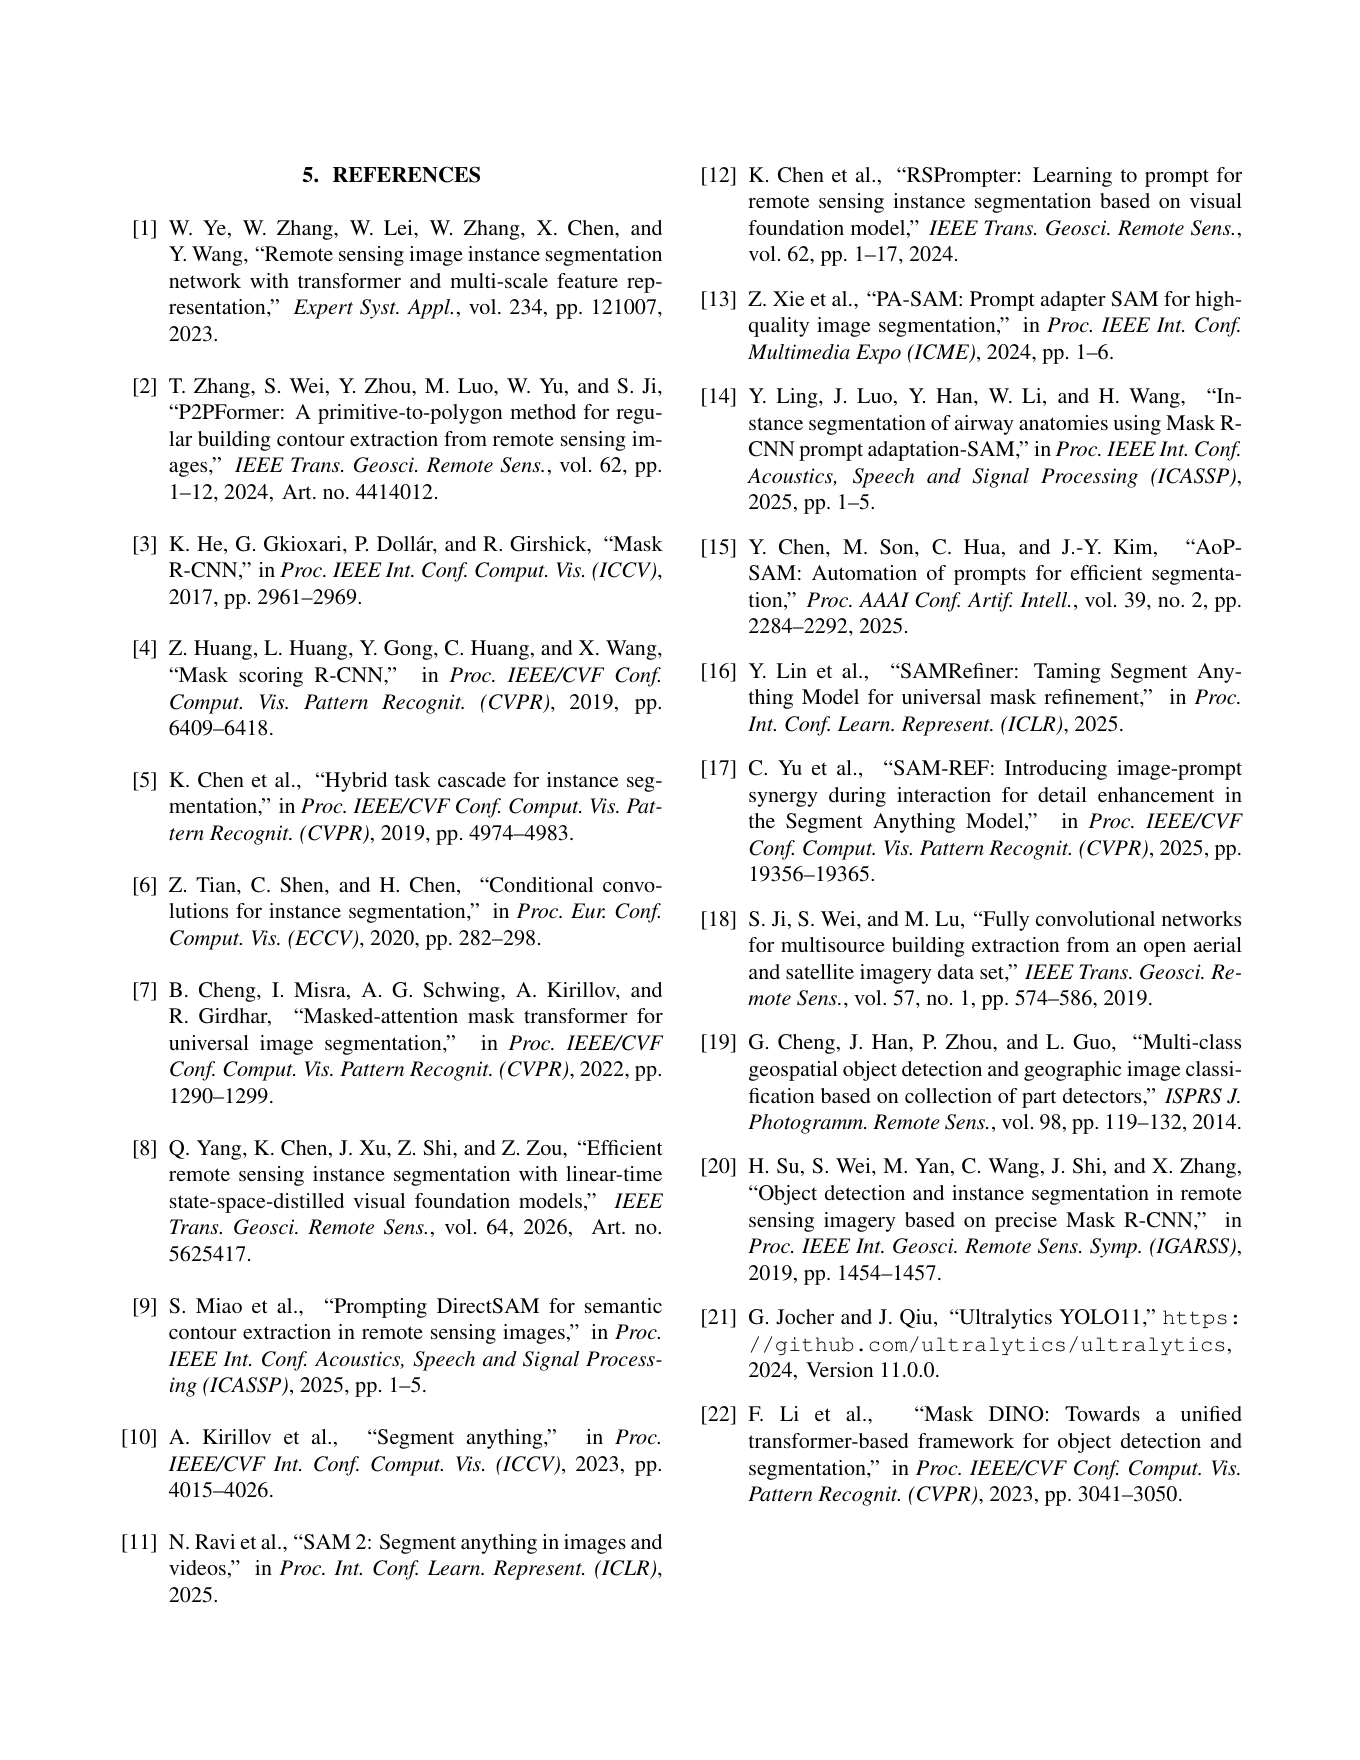 5. REFERENCES
[1] W. Ye, W. Zhang, W. Lei, W. Zhang, X. Chen, and
Y. Wang, “Remote sensing image instance segmentation
network with transformer and multi-scale feature rep-
resentation,” Expert Syst. Appl., vol. 234, pp. 121007,
2023.
[2] T. Zhang, S. Wei, Y. Zhou, M. Luo, W. Yu, and S. Ji,
“P2PFormer: A primitive-to-polygon method for regu-
lar building contour extraction from remote sensing im-
ages,” IEEE Trans. Geosci. Remote Sens., vol. 62, pp.
1–12, 2024, Art. no. 4414012.
[3] K. He, G. Gkioxari, P. Dollár, and R. Girshick, “Mask
R-CNN,” in Proc. IEEE Int. Conf. Comput. Vis. (ICCV),
2017, pp. 2961–2969.
[4] Z. Huang, L. Huang, Y. Gong, C. Huang, and X. Wang,
“Mask scoring R-CNN,” in Proc. IEEE/CVF Conf.
Comput. Vis. Pattern Recognit. (CVPR), 2019, pp.
6409–6418.
[5] K. Chen et al., “Hybrid task cascade for instance seg-
mentation,” in Proc. IEEE/CVF Conf. Comput. Vis. Pat-
tern Recognit. (CVPR), 2019, pp. 4974–4983.
[6] Z. Tian, C. Shen, and H. Chen, “Conditional convo-
lutions for instance segmentation,” in Proc. Eur. Conf.
Comput. Vis. (ECCV), 2020, pp. 282–298.
[7] B. Cheng, I. Misra, A. G. Schwing, A. Kirillov, and
R. Girdhar, “Masked-attention mask transformer for
universal image segmentation,” in Proc. IEEE/CVF
Conf. Comput. Vis. Pattern Recognit. (CVPR), 2022, pp.
1290–1299.
[8] Q. Yang, K. Chen, J. Xu, Z. Shi, and Z. Zou, “Efficient
remote sensing instance segmentation with linear-time
state-space-distilled visual foundation models,” IEEE
Trans. Geosci. Remote Sens., vol. 64, 2026, Art. no.
5625417.
[9] S. Miao et al., “Prompting DirectSAM for semantic
contour extraction in remote sensing images,” in Proc.
IEEE Int. Conf. Acoustics, Speech and Signal Process-
ing (ICASSP), 2025, pp. 1–5.
[10] A. Kirillov et al., “Segment anything,” in Proc.
IEEE/CVF Int. Conf. Comput. Vis. (ICCV), 2023, pp.
4015–4026.
[11] N. Ravi et al., “SAM 2: Segment anything in images and
videos,” in Proc. Int. Conf. Learn. Represent. (ICLR),
2025.
[12] K. Chen et al., “RSPrompter: Learning to prompt for
remote sensing instance segmentation based on visual
foundation model,” IEEE Trans. Geosci. Remote Sens.,
vol. 62, pp. 1–17, 2024.
[13] Z. Xie et al., “PA-SAM: Prompt adapter SAM for high-
quality image segmentation,” in Proc. IEEE Int. Conf.
Multimedia Expo (ICME), 2024, pp. 1–6.
[14] Y. Ling, J. Luo, Y. Han, W. Li, and H. Wang, “In-
stance segmentation of airway anatomies using Mask R-
CNN prompt adaptation-SAM,” in Proc. IEEE Int. Conf.
Acoustics, Speech and Signal Processing (ICASSP),
2025, pp. 1–5.
[15] Y. Chen, M. Son, C. Hua, and J.-Y. Kim, “AoP-
SAM: Automation of prompts for efficient segmenta-
tion,” Proc. AAAI Conf. Artif. Intell., vol. 39, no. 2, pp.
2284–2292, 2025.
[16] Y. Lin et al., “SAMRefiner: Taming Segment Any-
thing Model for universal mask refinement,” in Proc.
Int. Conf. Learn. Represent. (ICLR), 2025.
[17] C. Yu et al., “SAM-REF: Introducing image-prompt
synergy during interaction for detail enhancement in
the Segment Anything Model,” in Proc. IEEE/CVF
Conf. Comput. Vis. Pattern Recognit. (CVPR), 2025, pp.
19356–19365.
[18] S. Ji, S. Wei, and M. Lu, “Fully convolutional networks
for multisource building extraction from an open aerial
and satellite imagery data set,” IEEE Trans. Geosci. Re-
mote Sens., vol. 57, no. 1, pp. 574–586, 2019.
[19] G. Cheng, J. Han, P. Zhou, and L. Guo, “Multi-class
geospatial object detection and geographic image classi-
fication based on collection of part detectors,” ISPRS J.
Photogramm. Remote Sens., vol. 98, pp. 119–132, 2014.
[20] H. Su, S. Wei, M. Yan, C. Wang, J. Shi, and X. Zhang,
“Object detection and instance segmentation in remote
sensing imagery based on precise Mask R-CNN,” in
Proc. IEEE Int. Geosci. Remote Sens. Symp. (IGARSS),
2019, pp. 1454–1457.
[21] G. Jocher and J. Qiu, “Ultralytics YOLO11,” https:
//github.com/ultralytics/ultralytics,
2024, Version 11.0.0.
[22] F. Li et al., “Mask DINO: Towards a unified
transformer-based framework for object detection and
segmentation,” in Proc. IEEE/CVF Conf. Comput. Vis.
Pattern Recognit. (CVPR), 2023, pp. 3041–3050.